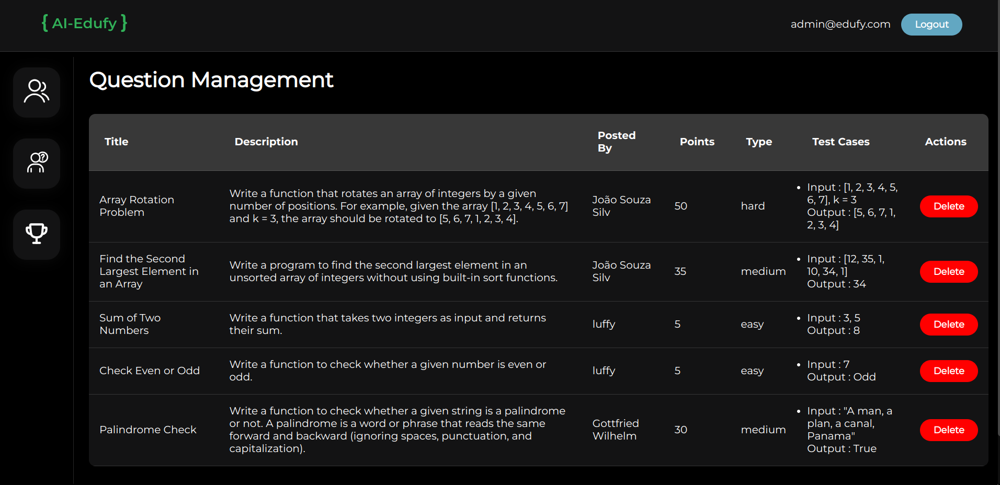 { AI-Edufy }
admin@edufy.com
Logout
Question Management
Title
Description
Posted
By
Points
Type
Test Cases
Actions
Array Rotation
Problem
Write a function that rotates an array of integers by a given
number of positions. For example, given the array [1, 2, 3, 4, 5, 6, 7]
and k = 3, the array should be rotated to [5, 6, 7, 1, 2, 3, 4].
João Souza
Silv
50
hard
• Input : [1, 2, 3, 4, 5,
6, 7], k = 3
Output : [5, 6, 7, 1,
2, 3, 4]
Delete
Find the Second
Largest Element in
an Array
Write a program to find the second largest element in an
unsorted array of integers without using built-in sort functions.
João Souza
Silv
35
medium
• Input : [12, 35, 1,
10, 34, 1]
Output : 34
Delete
Sum of Two
Numbers
Write a function that takes two integers as input and returns
their sum.
luffy
5
easy
• Input : 3, 5
Output : 8
Delete
Check Even or Odd
Write a function to check whether a given number is even or
odd.
luffy
5
easy
• Input : 7
Output : Odd
Delete
Palindrome Check
Write a function to check whether a given string is a palindrome
or not. A palindrome is a word or phrase that reads the same
forward and backward (ignoring spaces, punctuation, and
capitalization).
Gottfried
Wilhelm
30
medium
• Input : "A man, a
plan, a canal,
Panama"
Output : True
Delete